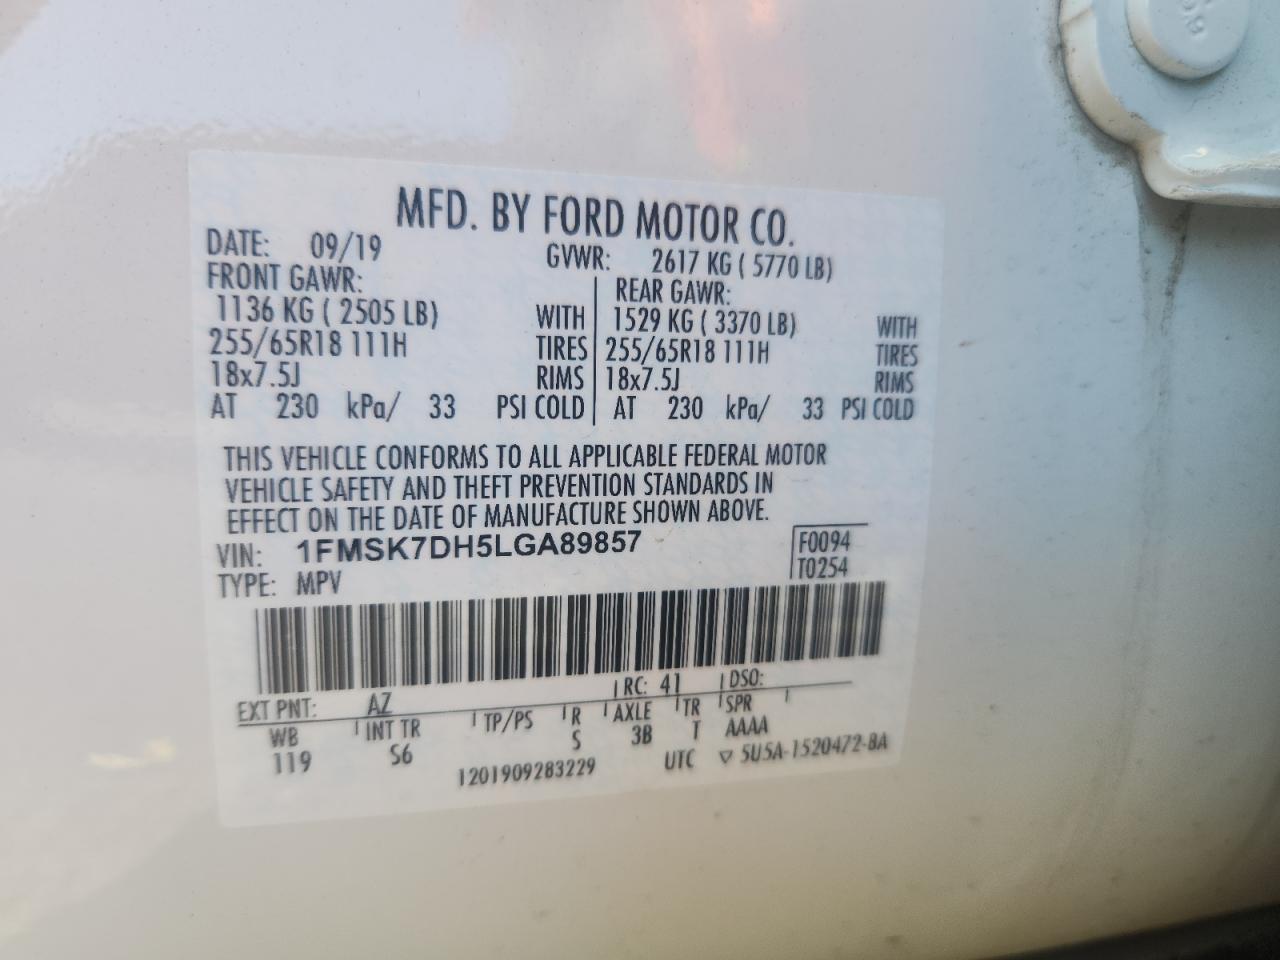 MFD. BY FORD MOTOR CO.
DATE: 09/19 GVWR: 2617 KG ( 5770 LB)
FRONT GAWR: REAR GAWR:
1136 KG ( 2505 LB) WITH 1529 KG ( 3370 LB) WITH
255/65R18 111H TIRES 255/65R18 111H TIRES
18x7.5J RIMS 18x7.5J RIMS
AT 230 kPa/ 33 PSI COLD AT 230 kPa/ 33 PSI COLD
THIS VEHICLE CONFORMS TO ALL APPLICABLE FEDERAL MOTOR
VEHICLE SAFETY AND THEFT PREVENTION STANDARDS IN
EFFECT ON THE DATE OF MANUFACTURE SHOWN ABOVE.
VIN: 1FMSK7DH5LGA89857 F0094
TYPE: MPV T0254
EXT PNT: AZ RC: 41 DSO:
WB INT TR TP/PS R AXLE TR SPR
119 S6 S 3B T AAAA
1201909283229 UTC ▽ 5U5A-1520472-BA